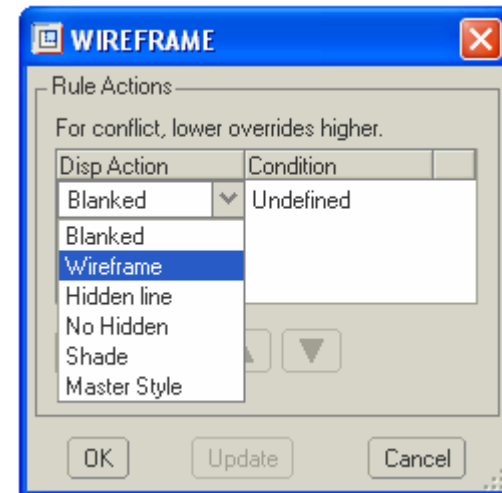 WIREFRAME
Rule Actions
For conflict, lower overrides higher.
Disp Action Condition
Blanked Undefined
Blanked
Wireframe
Hidden line
No Hidden
Shade
Master Style
OK Update Cancel